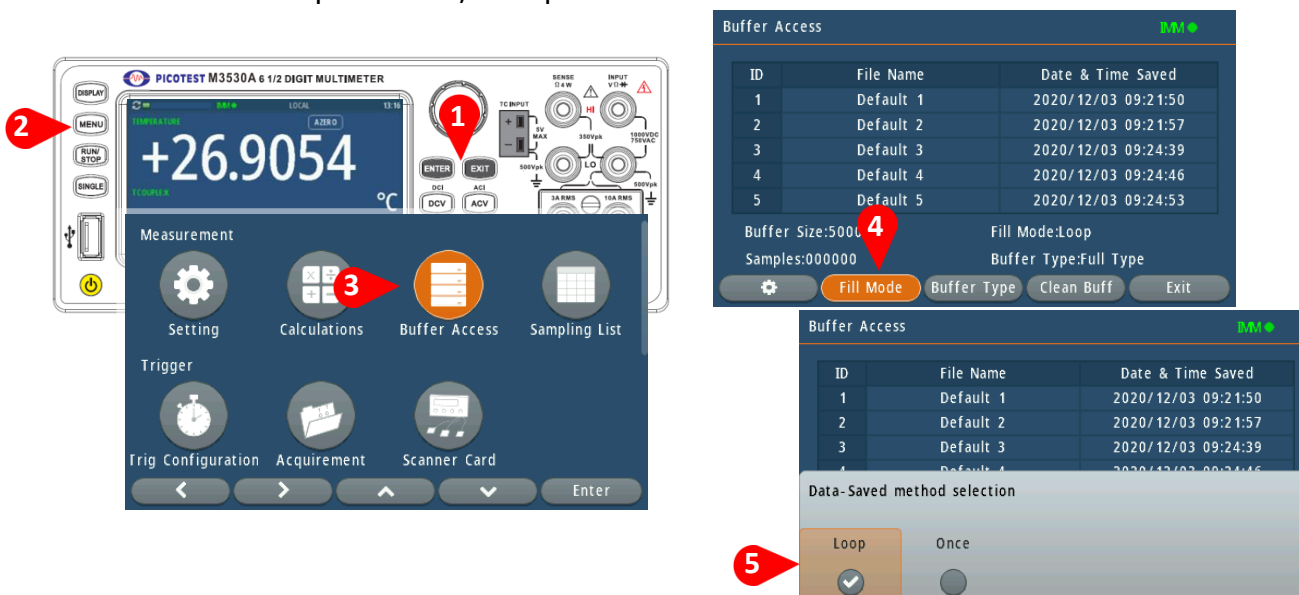 PICOTEST M3530A 6 1/2 DIGIT MULTIMETER
DISPLAY
MENU
RUN/
STOP
SINGLE
2
LOCAL
13:16
TEMPERATURE
AZERO
+26.9054
°C
TCOUPLE:K
1
ENTER
EXIT
DCI
ACI
DCV
ACV
TC INPUT
+
-
5V
MAX
SENSE
Ω 4 W
INPUT
HI
LO
350Vpk
1000VDC
750VAC
500Vpk
500Vpk
500Vpk
3A RMS
10A RMS
Measurement
3
Setting
Calculations
Buffer Access
Sampling List
Trigger
Trig Configuration
Acquirement
Scanner Card
Enter
Buffer Access
IMM
ID File Name Date & Time Saved
1 Default 1 2020/12/03 09:21:50
2 Default 2 2020/12/03 09:21:57
3 Default 3 2020/12/03 09:24:39
4 Default 4 2020/12/03 09:24:46
5 Default 5 2020/12/03 09:24:53
4
Buffer Size:5000
Fill Mode:Loop
Samples:000000
Buffer Type:Full Type
Fill Mode
Buffer Type
Clean Buff
Exit
Buffer Access
IMM
ID File Name Date & Time Saved
1 Default 1 2020/12/03 09:21:50
2 Default 2 2020/12/03 09:21:57
3 Default 3 2020/12/03 09:24:39
Data-Saved method selection
Loop
Once
5